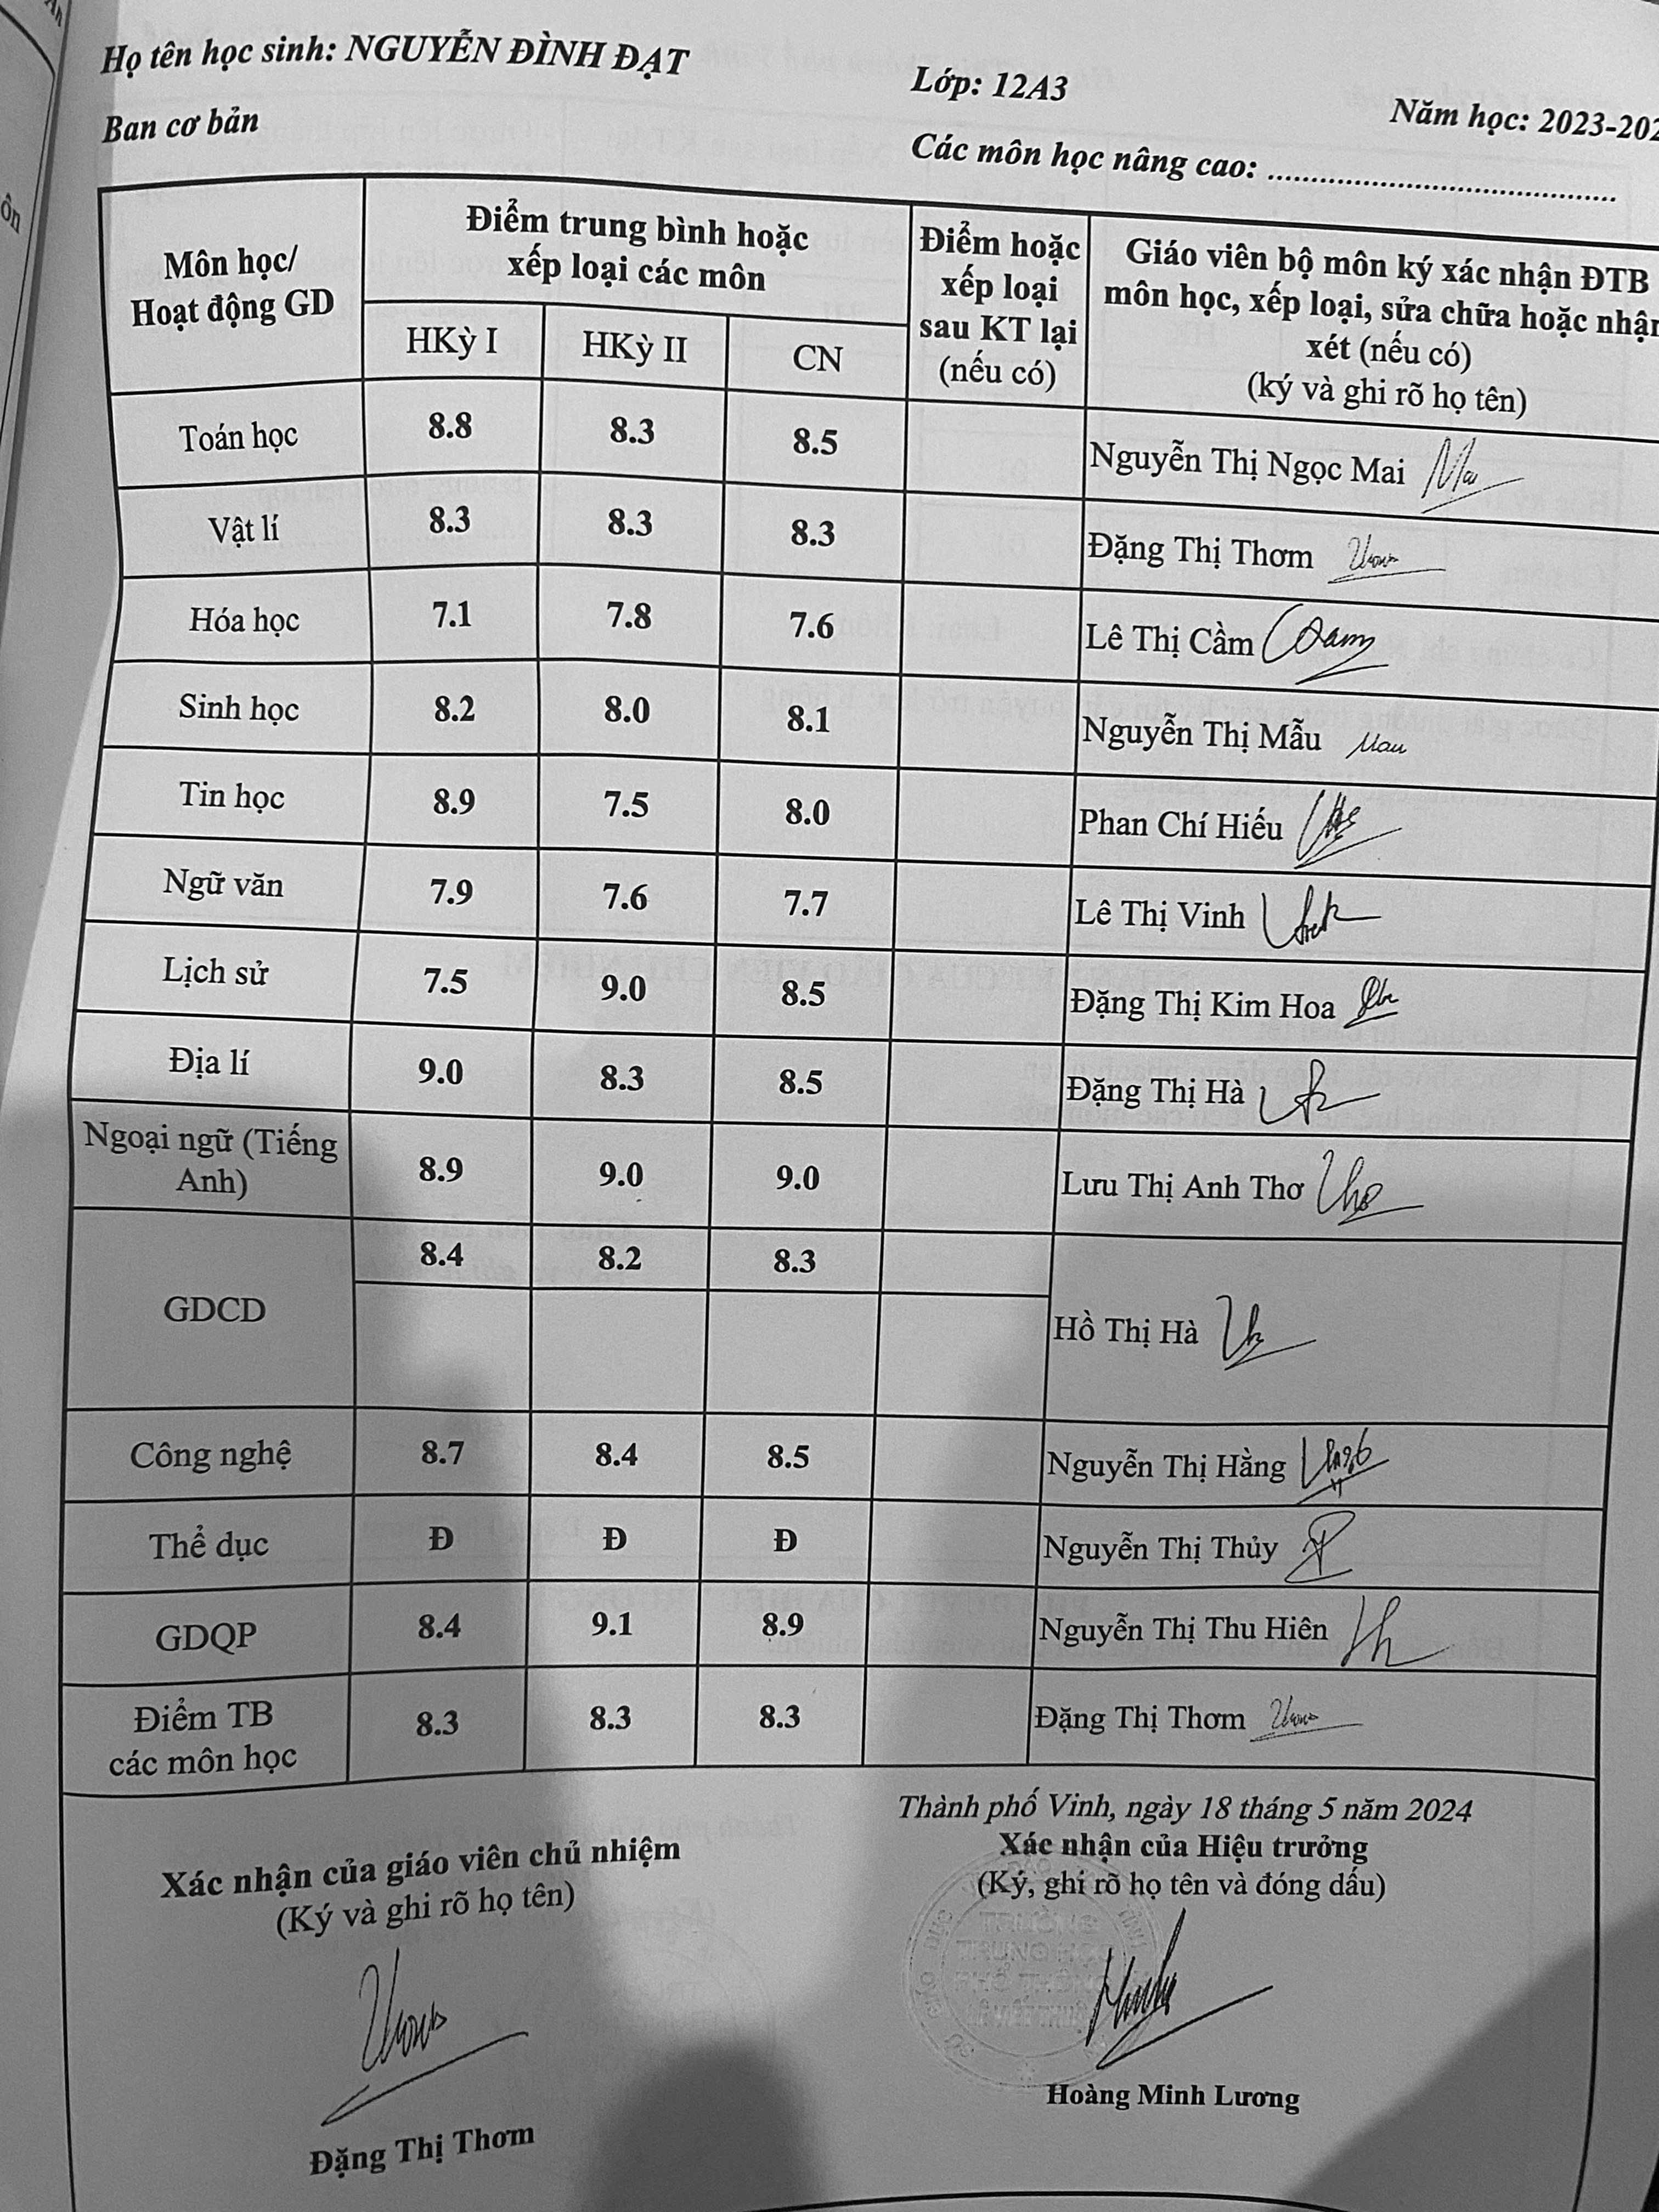 Họ tên học sinh: NGUYỄN ĐÌNH ĐẠT
Lớp: 12A3
Năm học: 2023-202
Ban cơ bản
Các môn học nâng cao: ........................................
Môn học/
Hoạt động GD
Điểm trung bình hoặc
xếp loại các môn
HKỳ I HKỳ II CN
Điểm hoặc
xếp loại
sau KT lại
(nếu có)
Giáo viên bộ môn ký xác nhận ĐTB
môn học, xếp loại, sửa chữa hoặc nhận
xét (nếu có)
(ký và ghi rõ họ tên)
Toán học 8.8 8.3 8.5 Nguyễn Thị Ngọc Mai
Vật lí 8.3 8.3 8.3 Đặng Thị Thơm
Hóa học 7.1 7.8 7.6 Lê Thị Cầm
Sinh học 8.2 8.0 8.1 Nguyễn Thị Mẫu
Tin học 8.9 7.5 8.0 Phan Chí Hiếu
Ngữ văn 7.9 7.6 7.7 Lê Thị Vinh
Lịch sử 7.5 9.0 8.5 Đặng Thị Kim Hoa
Địa lí 9.0 8.3 8.5 Đặng Thị Hà
Ngoại ngữ (Tiếng
Anh) 8.9 9.0 9.0 Lưu Thị Anh Thơ
GDCD 8.4 8.2 8.3 Hồ Thị Hà
Công nghệ 8.7 8.4 8.5 Nguyễn Thị Hằng
Thể dục Đ Đ Đ Nguyễn Thị Thủy
GDQP 8.4 9.1 8.9 Nguyễn Thị Thu Hiên
Điểm TB
các môn học 8.3 8.3 8.3 Đặng Thị Thơm
Thành phố Vinh, ngày 18 tháng 5 năm 2024
Xác nhận của giáo viên chủ nhiệm
(Ký và ghi rõ họ tên)
Xác nhận của Hiệu trưởng
(Ký, ghi rõ họ tên và đóng dấu)
TRƯỜNG
TRUNG HỌC
PHỔ THÔNG
Đặng Thị Thơm
Hoàng Minh Lương